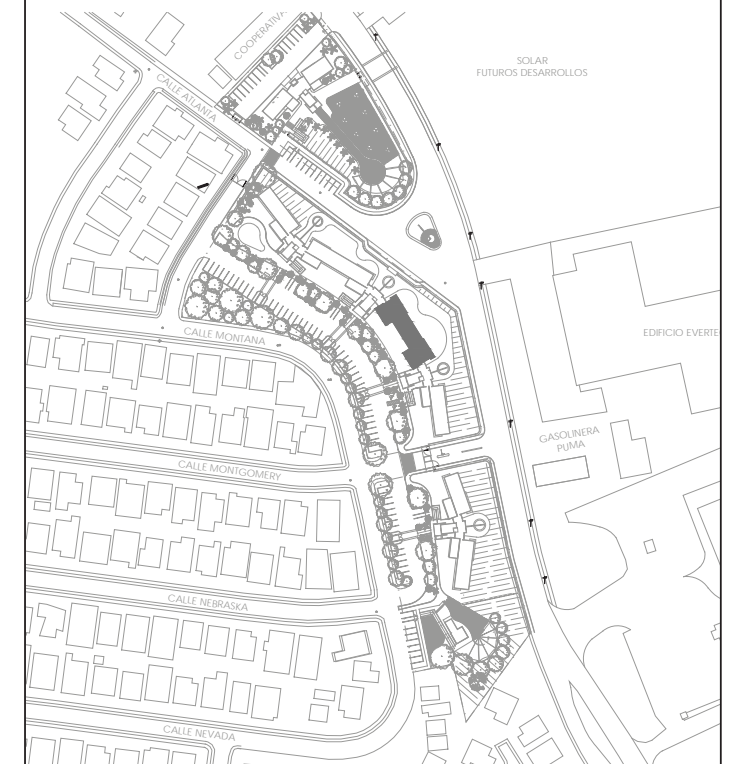 COOPERATIVA
SOLAR
FUTUROS DESARROLLOS
CALLE ATLANTA
EDIFICIO EVERTE
CALLE MONTANA
GASOLINERA
PUMA
CALLE MONTGOMERY
CALLE NEBRASKA
CALLE NEVADA